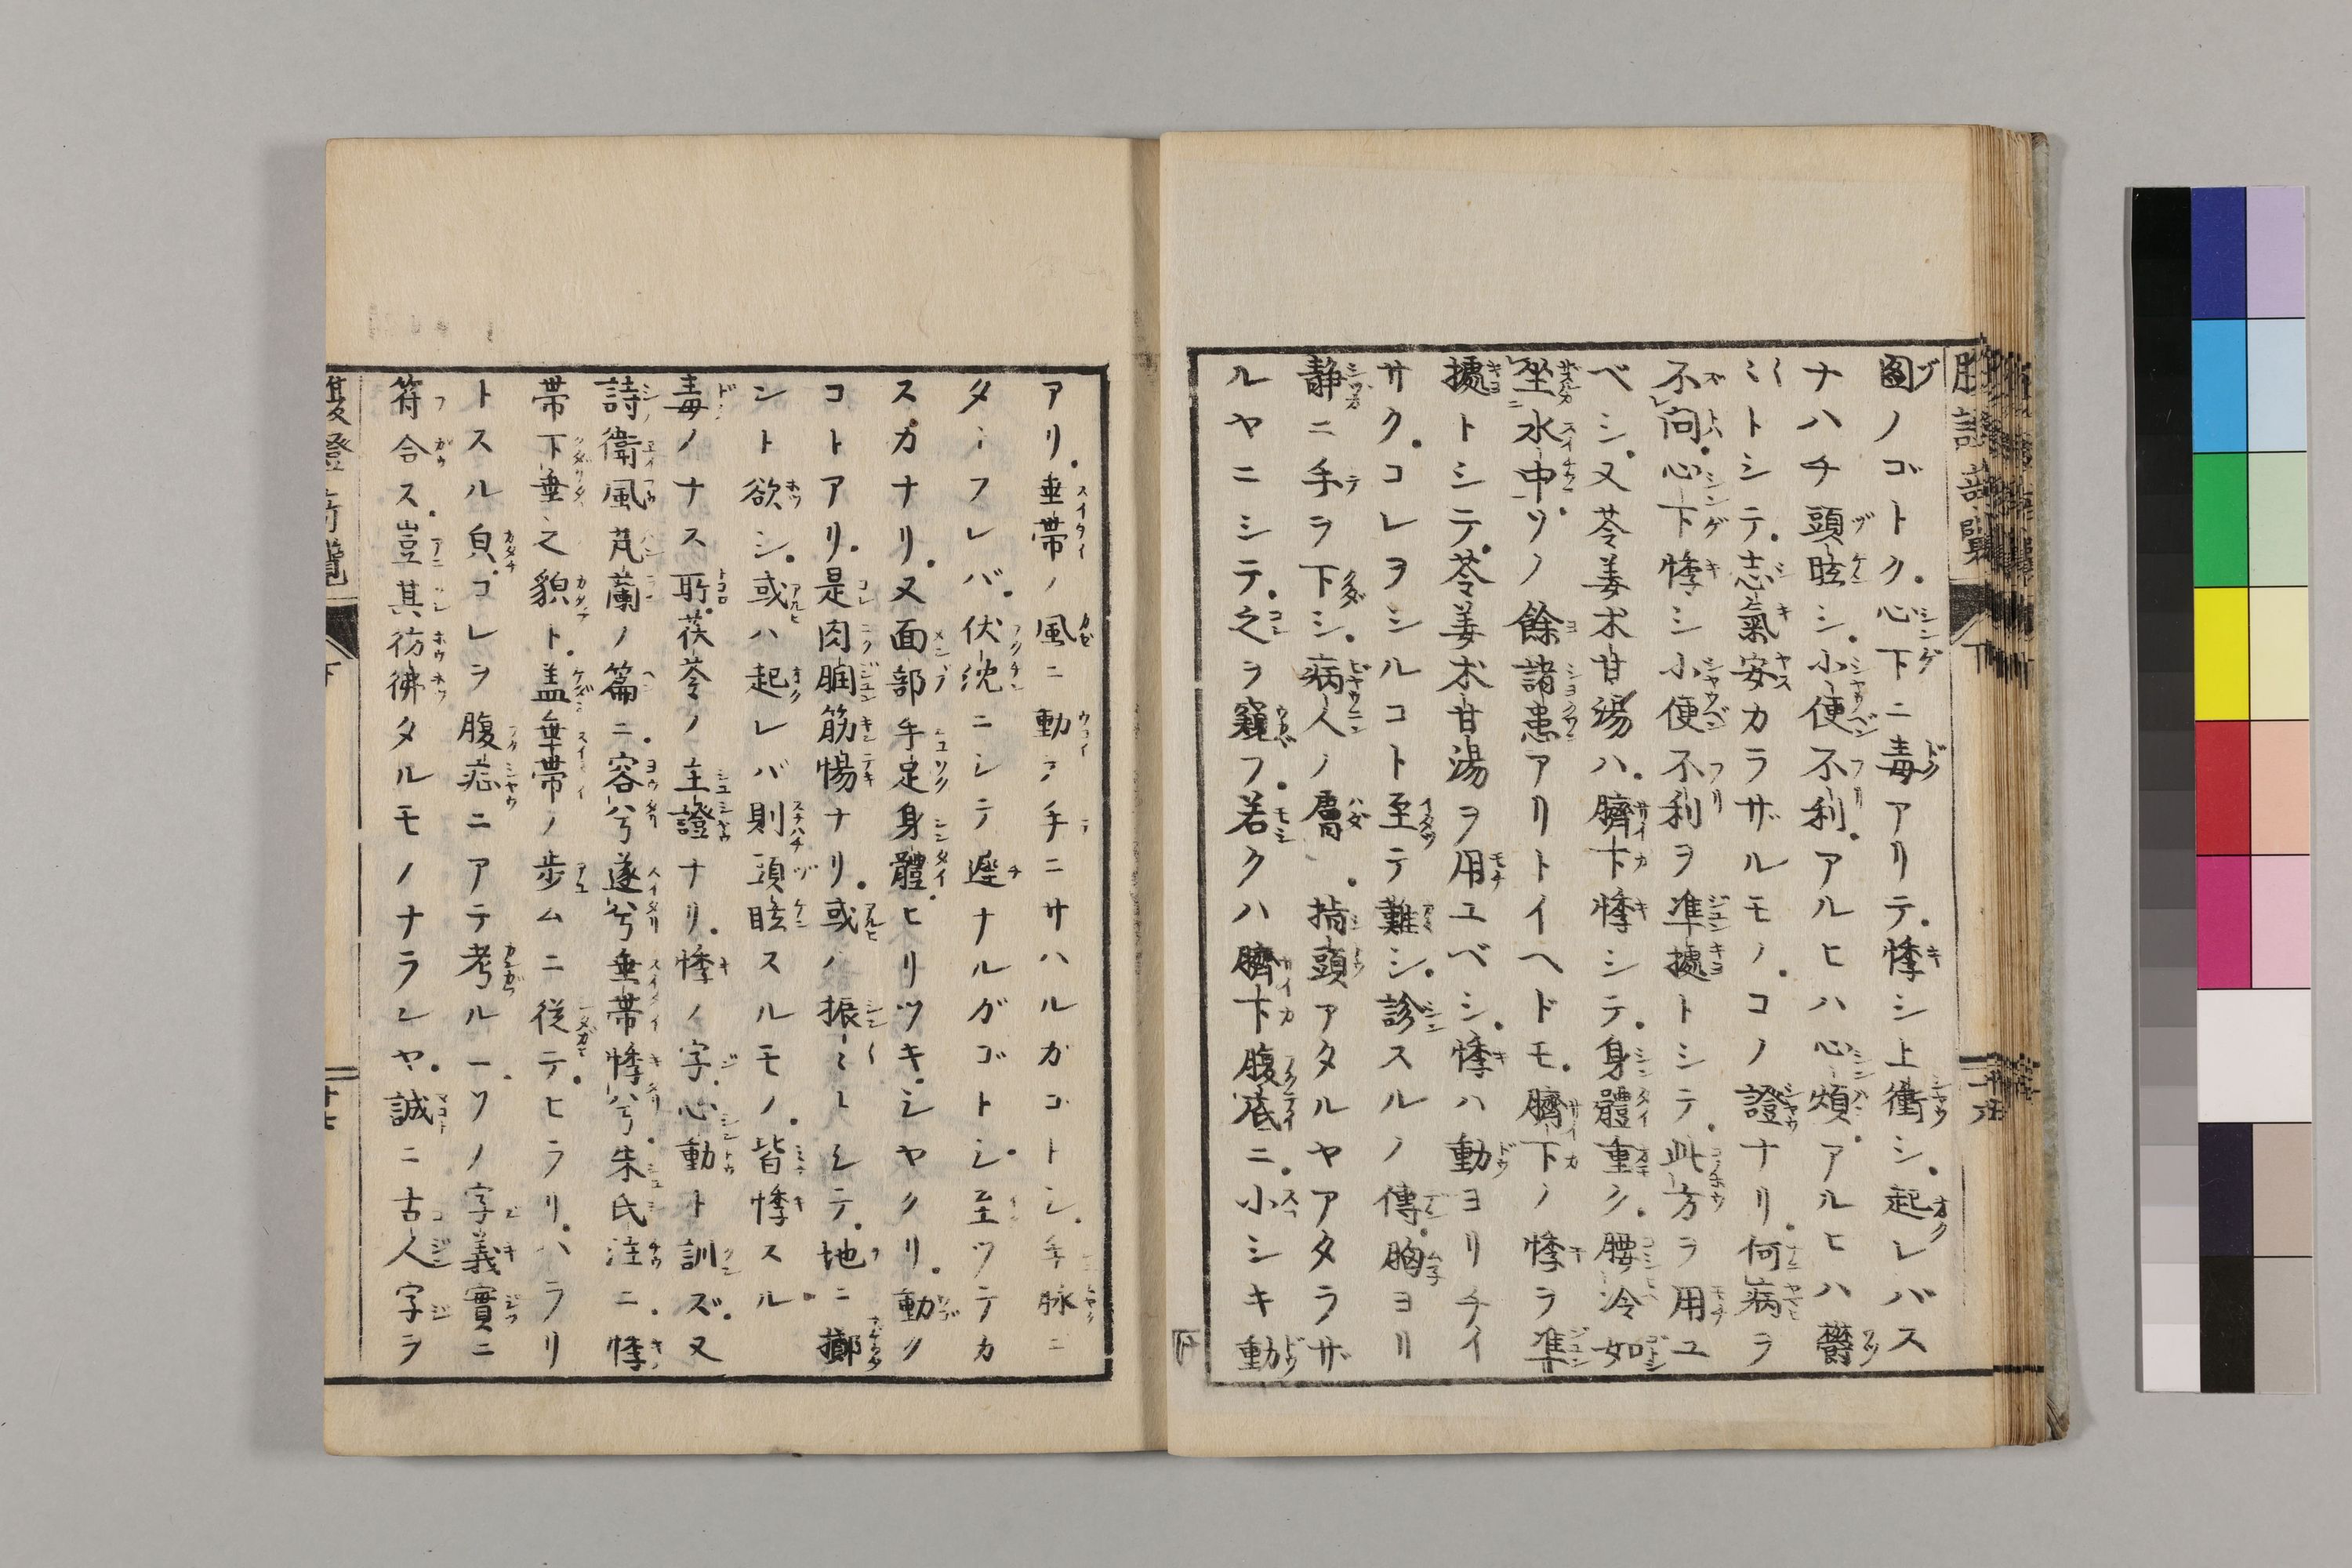 圖ノゴトク。心下ニ毒アリテ。悸シ上衝シ。起レバス
ナハチ頭眩シ。小便不利。アルヒハ心煩。アルヒハ欝
〻トシテ。志氣安カラザルモノ。コノ證ナリ。何病ヲ
不問。心下悸シ小便不利ヲ準據トシテ。此方ヲ用ユ
ベシ。又苓姜朮甘湯ハ。臍下悸シテ。身體重ク。腰冷如
坐水中。ソノ餘諸患アリトイヘドモ。臍下ノ悸ヲ準
據トシテ。苓姜朮甘湯ヲ用ユベシ。悸ハ動ヨリチイ
サク。コレヲシルコト至テ難シ。診スルノ傳。胸ヨリ
静ニ手ヲ下シ。病人ノ膚。指頭アタルヤアタラザ
ルヤニシテ。之ヲ窺フ。若クハ臍下腹底ニ。小シキ動
アリ。垂帯ノ風ニ動テ手ニサハルガゴトシ。手脉ニ
タヽフレバ。伏沈ニシテ遲ナルガゴトシ。至ツテカ
スカナリ。又面部手足身體。ヒリツキ。シヤクリ。動ク
コトアリ。是肉膶筋惕ナリ。或ハ振〻トシテ。地ニ擲
ント欲シ。或ハ起レバ則頭眩スルモノ。皆悸スル
毒ノナス所。茯苓ノ主證ナリ。悸ノ字。心動ト訓ズ。又
詩衛風芄蘭ノ篇ニ。容兮遂兮垂帯悸兮。朱氏注ニ。悸
帯下垂之貌ト。盖垂帯ノ歩ムニ從テ。ヒラリ。ハラリ
トスル皃。コレヲ腹症ニアテ考ルー。ソノ字義實ニ
符合ス。豈其彷彿タルモノナランヤ。誠ニ古人字ヲ